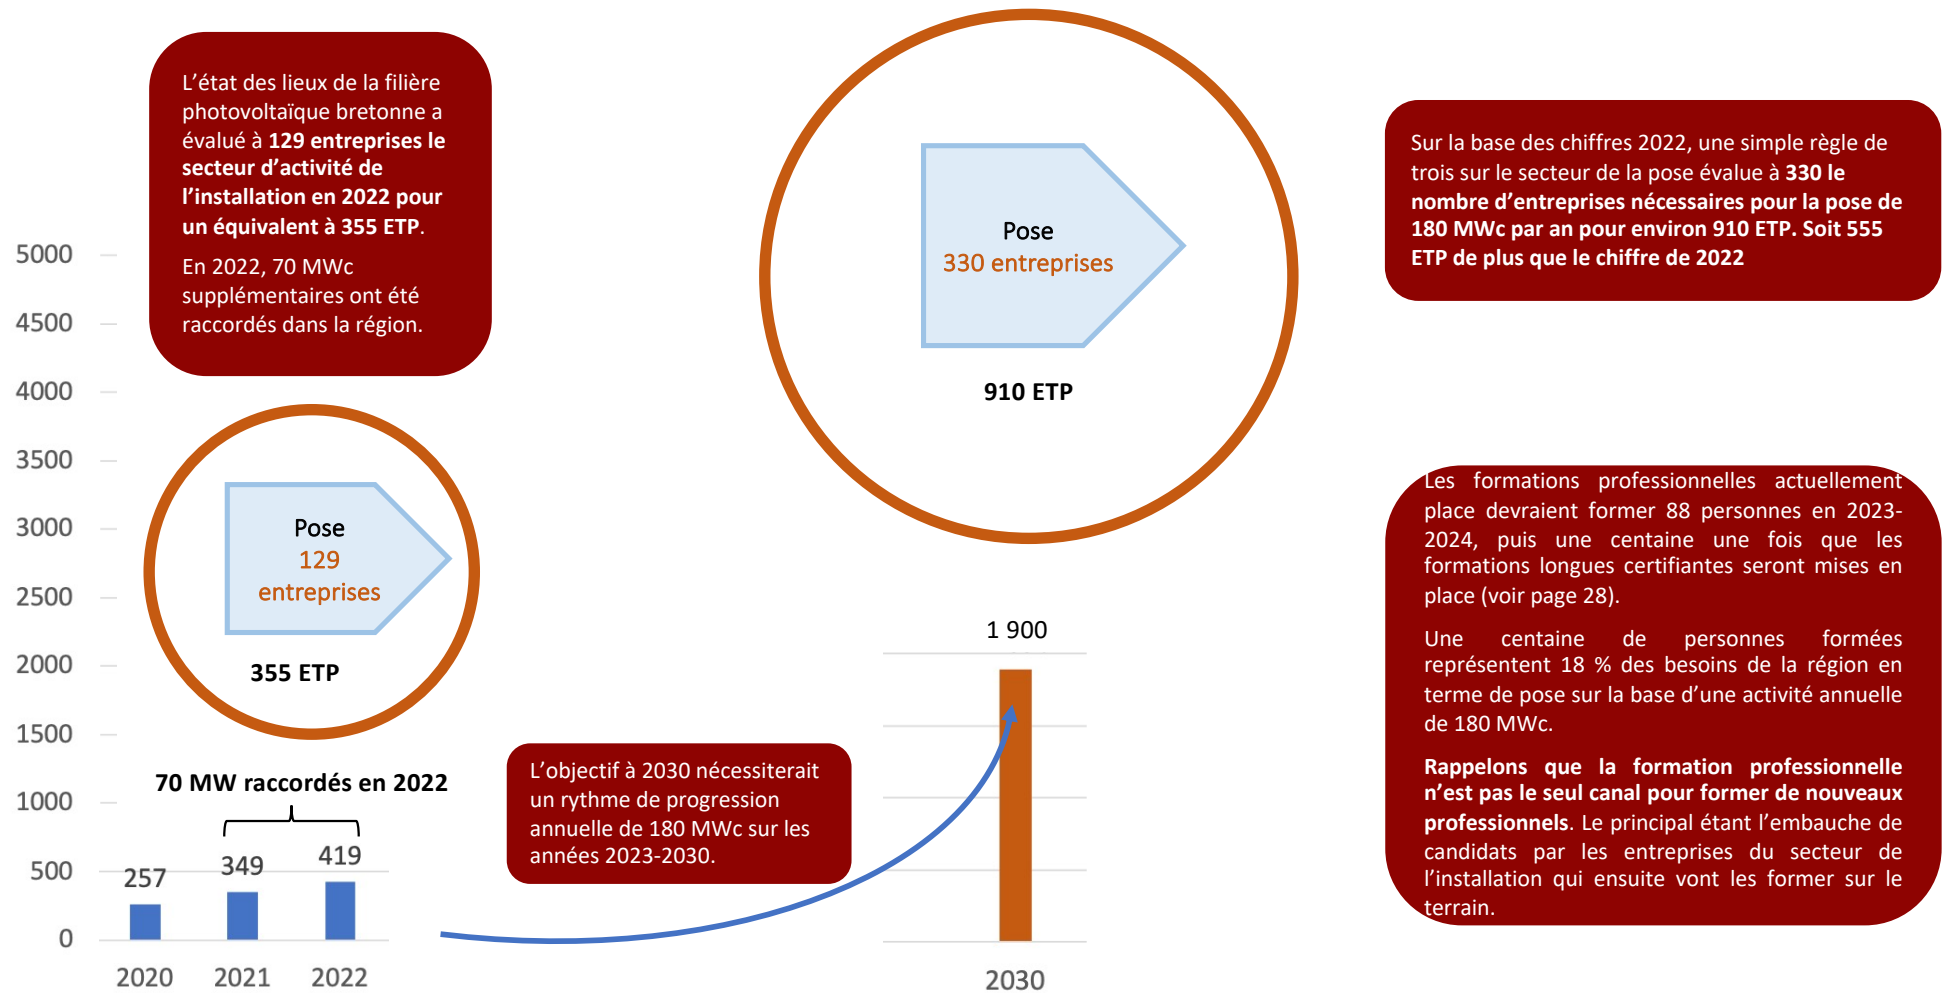 L’état des lieux de la filière
photovoltaïque bretonne a
évalué à 129 entreprises le
secteur d’activité de
l’installation en 2022 pour
un équivalent à 355 ETP.
En 2022, 70 MWc
supplémentaires ont été
raccordés dans la région.
Pose
330 entreprises
910 ETP
Sur la base des chiffres 2022, une simple règle de
trois sur le secteur de la pose évalue à 330 le
nombre d’entreprises nécessaires pour la pose de
180 MWc par an pour environ 910 ETP. Soit 555
ETP de plus que le chiffre de 2022
5000
4500
4000
3500
3000
2500
2000
1500
1000
500
0
Pose
129
entreprises
355 ETP
70 MW raccordés en 2022
257
349
419
2020
2021
2022
L’objectif à 2030 nécessiterait
un rythme de progression
annuelle de 180 MWc sur les
années 2023-2030.
1 900
2030
Les formations professionnelles actuellement
place devraient former 88 personnes en 2023-
2024, puis une centaine une fois que les
formations longues certifiantes seront mises en
place (voir page 28).
Une centaine de personnes formées
représentent 18 % des besoins de la région en
terme de pose sur la base d’une activité annuelle
de 180 MWc.
Rappelons que la formation professionnelle
n’est pas le seul canal pour former de nouveaux
professionnels. Le principal étant l’embauche de
candidats par les entreprises du secteur de
l’installation qui ensuite vont les former sur le
terrain.